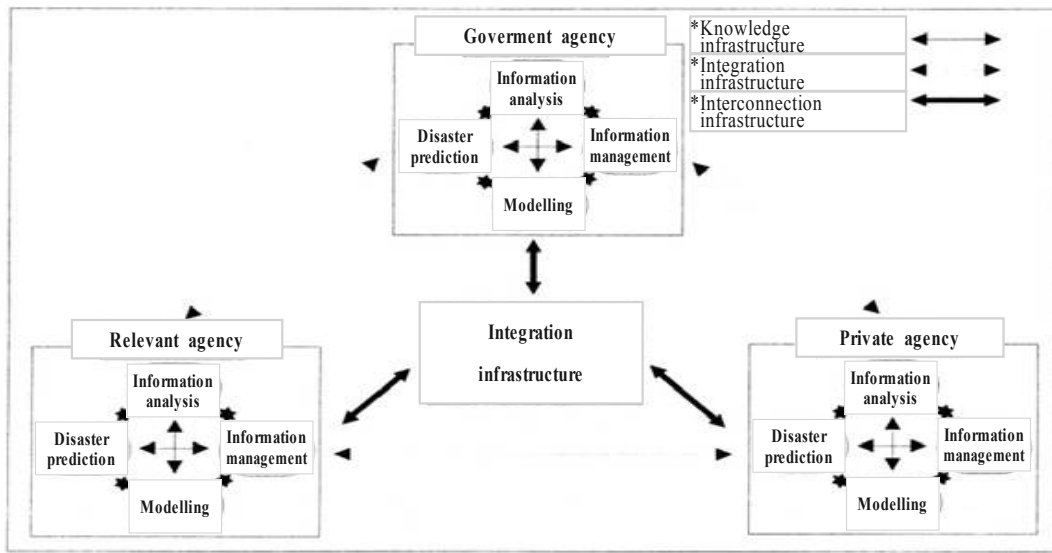 Goverment agency
*Knowledge
infrastructure
*Integration
infrastructure
*Interconnection
infrastructure
Information
analysis
Disaster
prediction
Information
management
Modelling
Integration
infrastructure
Relevant agency
Information
analysis
Disaster
prediction
Information
management
Modelling
Private agency
Information
analysis
Disaster
prediction
Information
management
Modelling